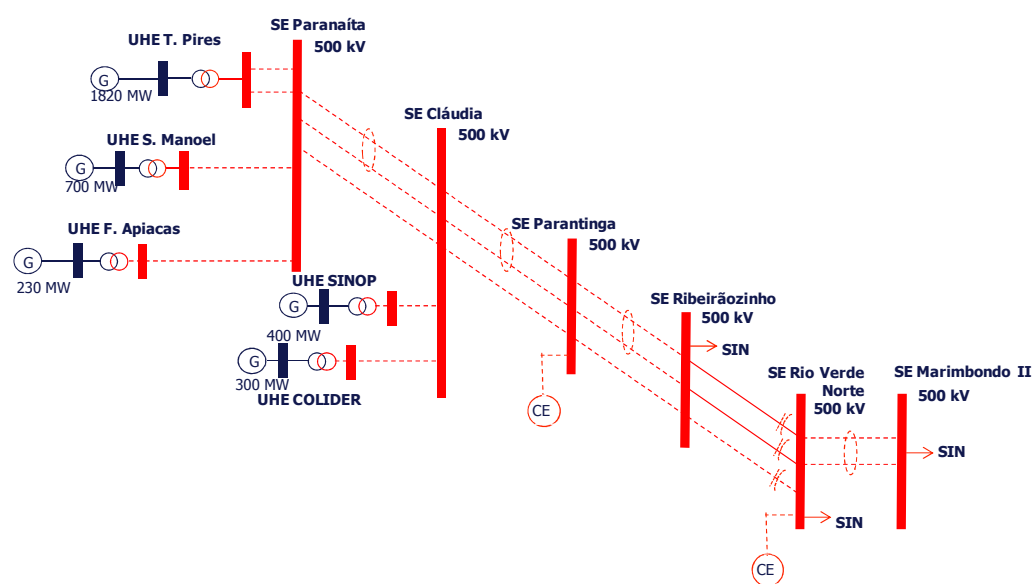 SE Paranaíta
500 kV
UHE T. Pires
G
1820 MW
SE Cláudia
500 kV
UHE S. Manoel
G
700 MW
SE Parantinga
500 kV
UHE F. Apiacas
G
230 MW
UHE SINOP
G
400 MW
SE Ribeirãozinho
500 kV
SIN
G
300 MW
UHE COLIDER
SE Rio Verde
Norte
500 kV
SE Marimbondo II
500 kV
CE
SIN
SIN
CE